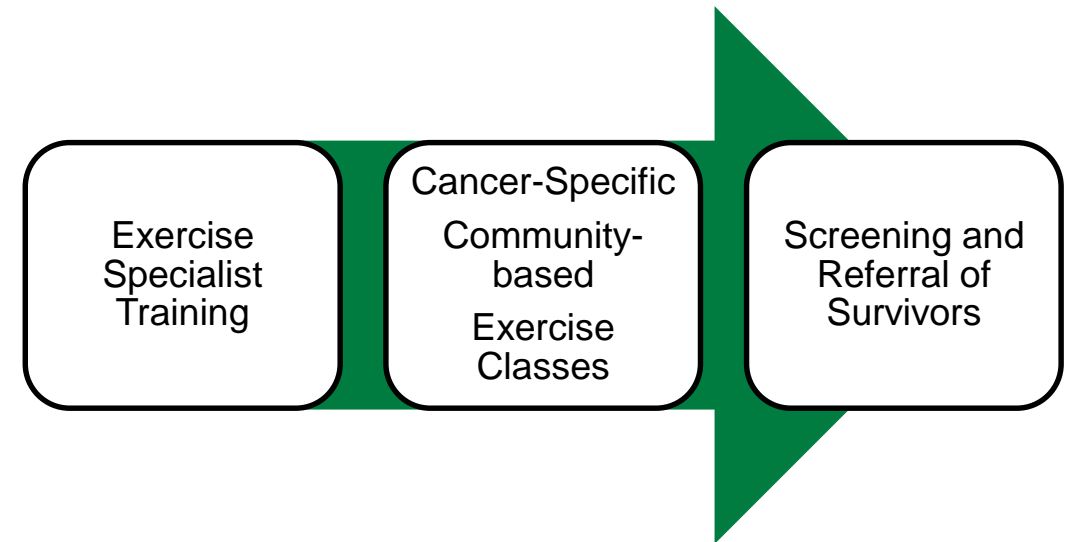 Exercise
Specialist
Training
Cancer-Specific
Community-
based
Exercise
Classes
Screening and
Referral of
Survivors